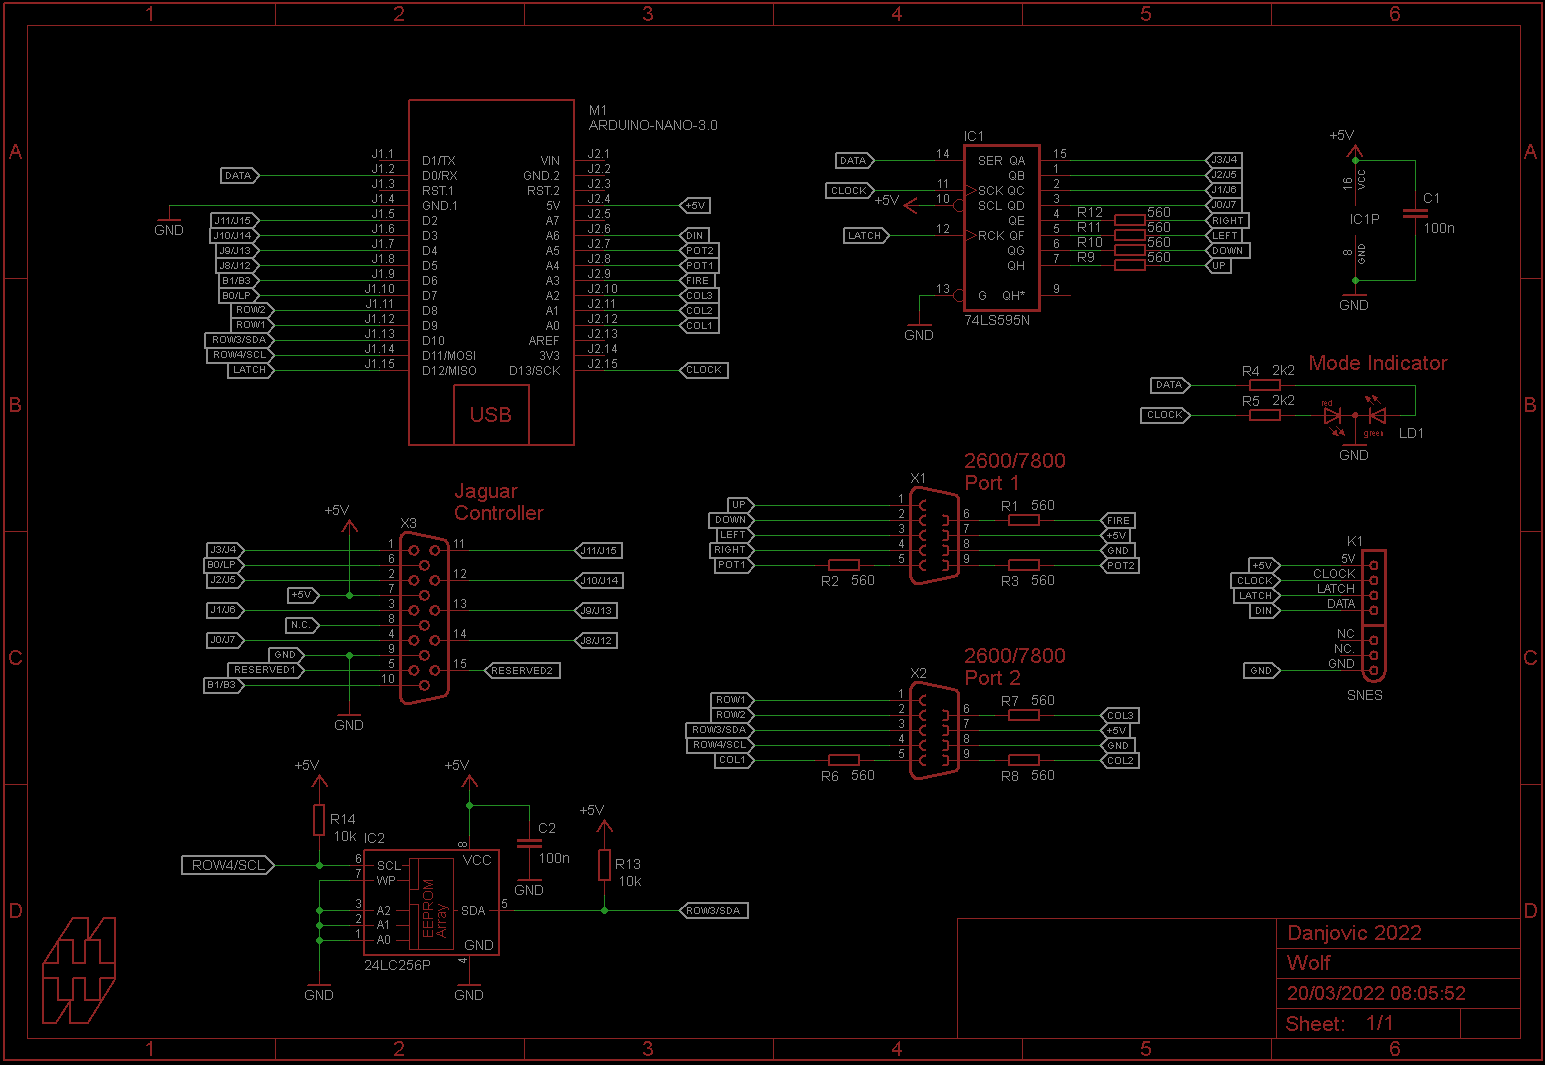 1 2 3 4 5 6
A
B
C
D
A
B
C
D
1 2 3 4 5 6
M1
ARDUINO-NANO-3.0
J1.1 D1/TX VIN J2.1
DATA J1.2 D0/RX GND.2 J2.2
J1.3 RST.1 RST.2 J2.3
J1.4 GND.1 5V J2.4 +5V
GND
J11/J15 J1.5 D2 A7 J2.5
J10/J14 J1.6 D3 A6 J2.6 DIN
J9/J13 J1.7 D4 A5 J2.7 POT2
J8/J12 J1.8 D5 A4 J2.8 POT1
B1/B3 J1.9 D6 A3 J2.9 FIRE
B0/LP J1.10 D7 A2 J2.10 COL3
ROW2 J1.11 D8 A1 J2.11 COL2
ROW1 J1.12 D9 A0 J2.12 COL1
ROW3/SDA J1.13 D10 AREF J2.13
ROW4/SCL J1.14 D11/MOSI 3V3 J2.14
LATCH J1.15 D12/MISO D13/SCK J2.15 CLOCK
USB
IC1
DATA 14 SER QA 15 J3/J4
QB 1 J2/J5
CLOCK 11 SCK QC 2 J1/J6
+5V 10 SCL QD 3 J0/J7
QE 4 R12 560 RIGHT
LATCH 12 RCK QF 5 R11 560 LEFT
QG 6 R10 560 DOWN
QH 7 R9 560 UP
13 G QH* 9
GND
74LS595N
+5V
16 VCC
IC1P
8 GND
C1
100n
GND
Mode Indicator
DATA R4 2k2
CLOCK R5 2k2
red
green
LD1
GND
Jaguar
Controller
+5V
X3
J3/J4 1 11 J11/J15
B0/LP 6
J2/J5 2 12 J10/J14
+5V 7
J1/J6 3 13 J9/J13
N.C. 8
J0/J7 4 14 J8/J12
GND 9
RESERVED1 5 15 RESERVED2
B1/B3 10
GND
2600/7800
Port 1
X1
UP 1
DOWN 2 6 R1 560 FIRE
LEFT 3 7 +5V
RIGHT 4 8 GND
POT1 R2 560 5 9 R3 560 POT2
2600/7800
Port 2
X2
ROW1 1
ROW2 2 6 R7 560 COL3
ROW3/SDA 3 7 +5V
ROW4/SCL 4 8 GND
COL1 R6 560 5 9 R8 560 COL2
K1
+5V 5V
CLOCK CLOCK
LATCH LATCH
DIN DATA
NC
NC.
GND GND
SNES
+5V
R14
10k
+5V
C2
100n
GND
+5V
R13
10k
IC2
8 VCC
ROW4/SCL 6 SCL
7 WP
3 A2 SDA 5 ROW3/SDA
2 A1
1 A0
EEPROM
Array
GND
4
24LC256P
GND
GND
Danjovic 2022
Wolf
20/03/2022 08:05:52
Sheet: 1/1